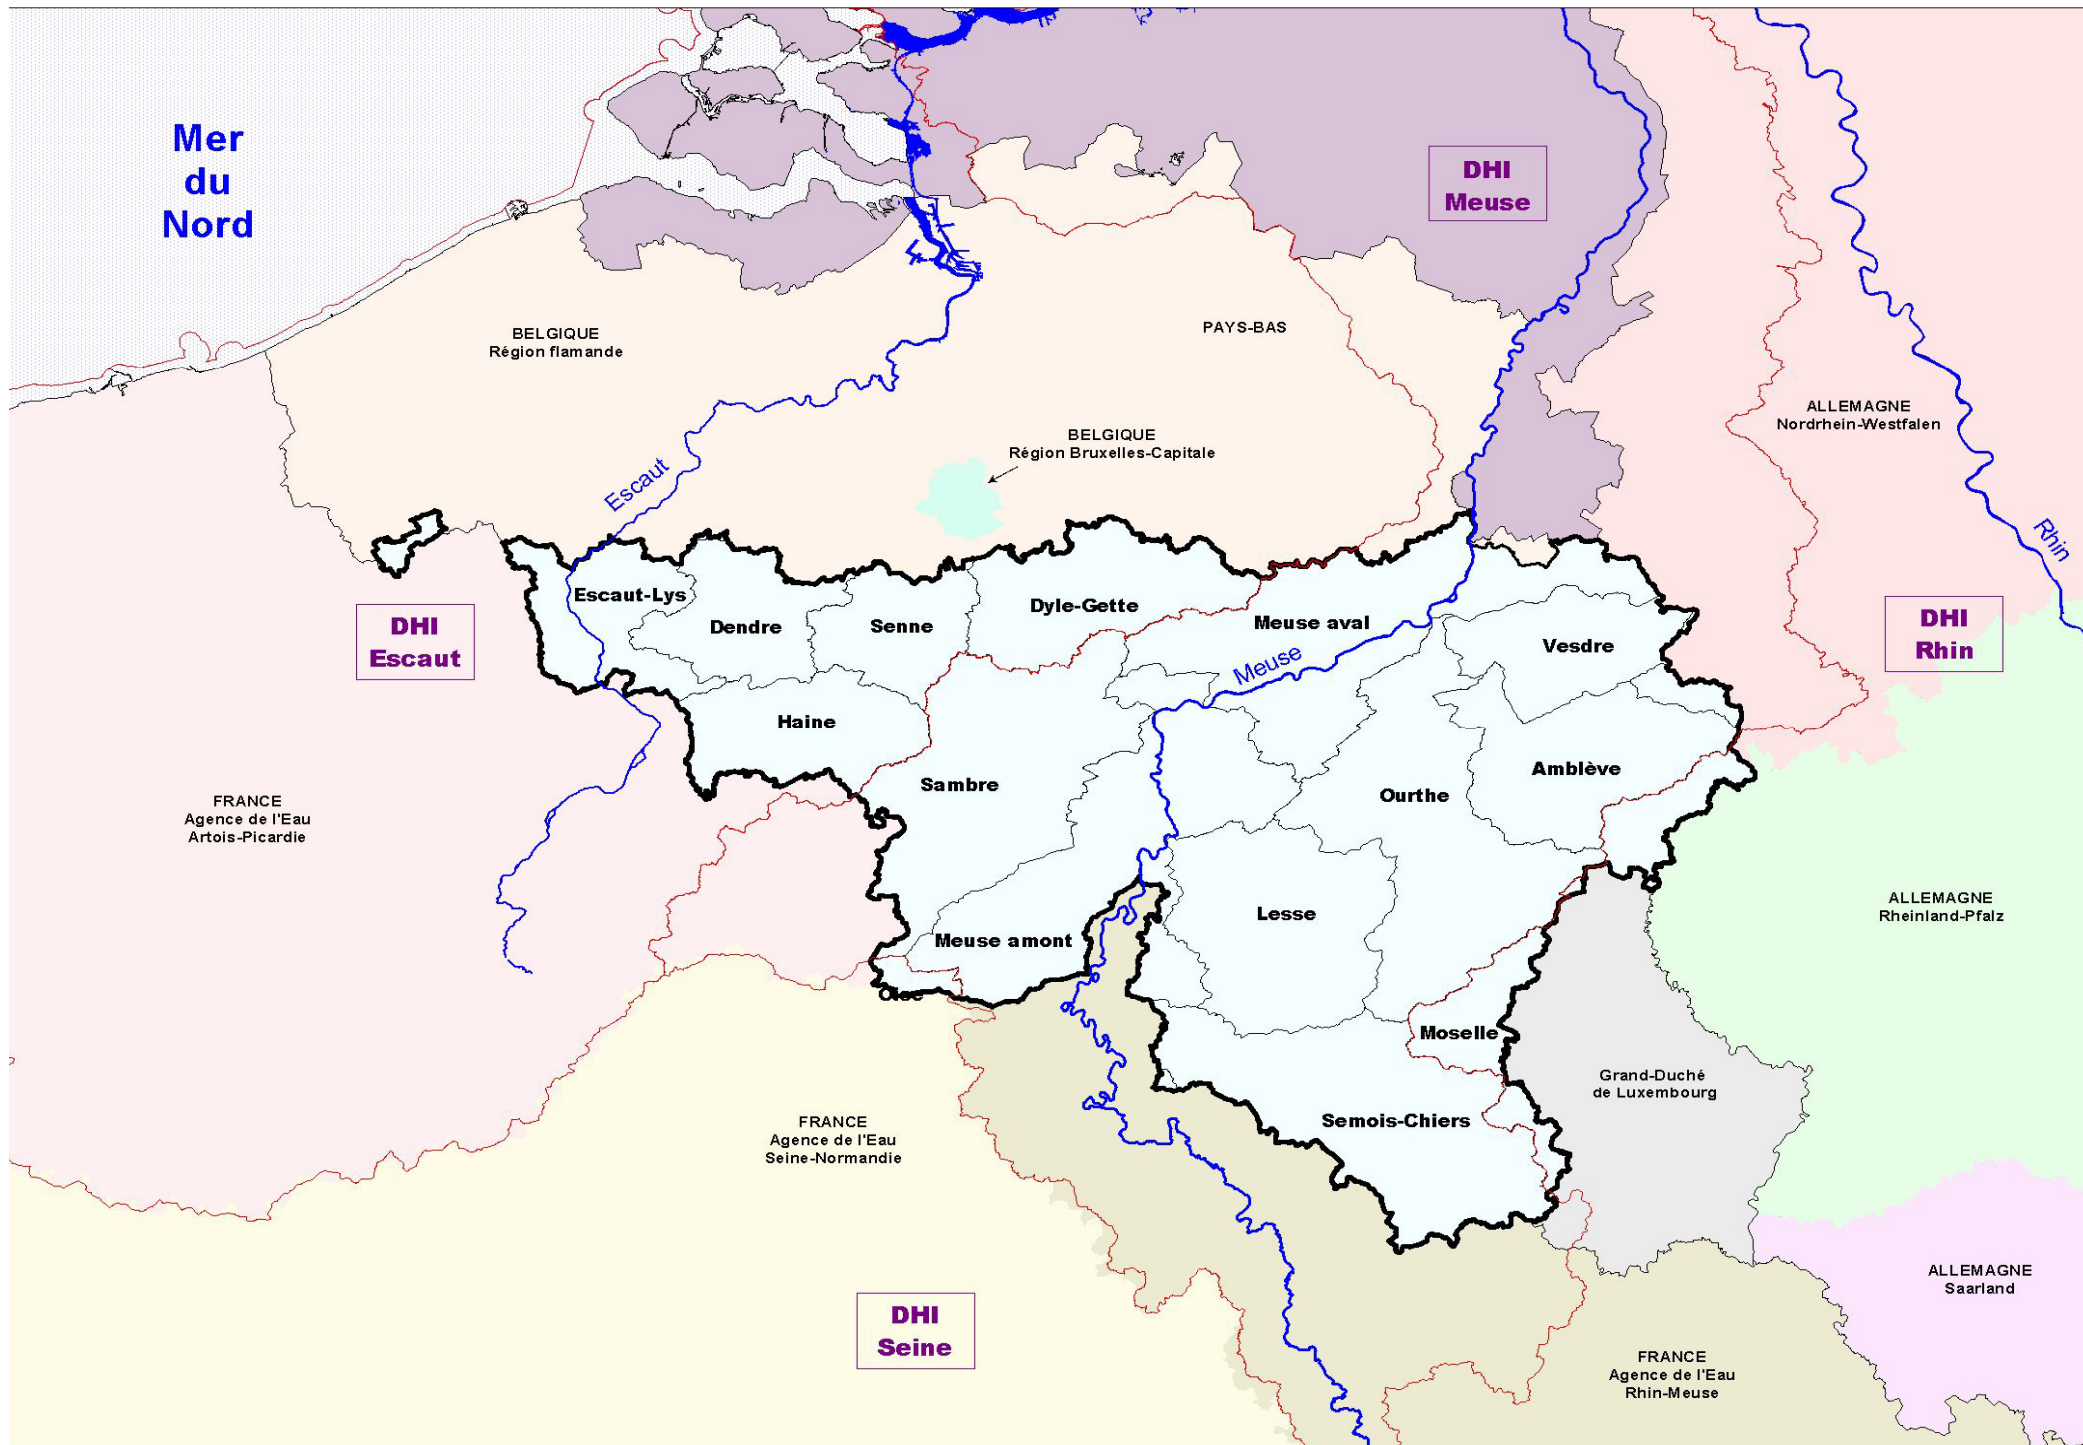 Mer
du
Nord
DHI
Meuse
BELGIQUE
Région flamande
PAYS-BAS
ALLEMAGNE
Nordrhein-Westfalen
BELGIQUE
Région Bruxelles-Capitale
Escaut
Rhin
Escaut-Lys
Dendre
Senne
Dyle-Gette
Meuse aval
Vesdre
DHI
Escaut
DHI
Rhin
Meuse
Haine
Sambre
Ourthe
Amblève
FRANCE
Agence de l'Eau
Artois-Picardie
Lesse
ALLEMAGNE
Rheinland-Pfalz
Meuse amont
Oise
Moselle
Grand-Duché
de Luxembourg
Semois-Chiers
FRANCE
Agence de l'Eau
Seine-Normandie
ALLEMAGNE
Saarland
DHI
Seine
FRANCE
Agence de l'Eau
Rhin-Meuse